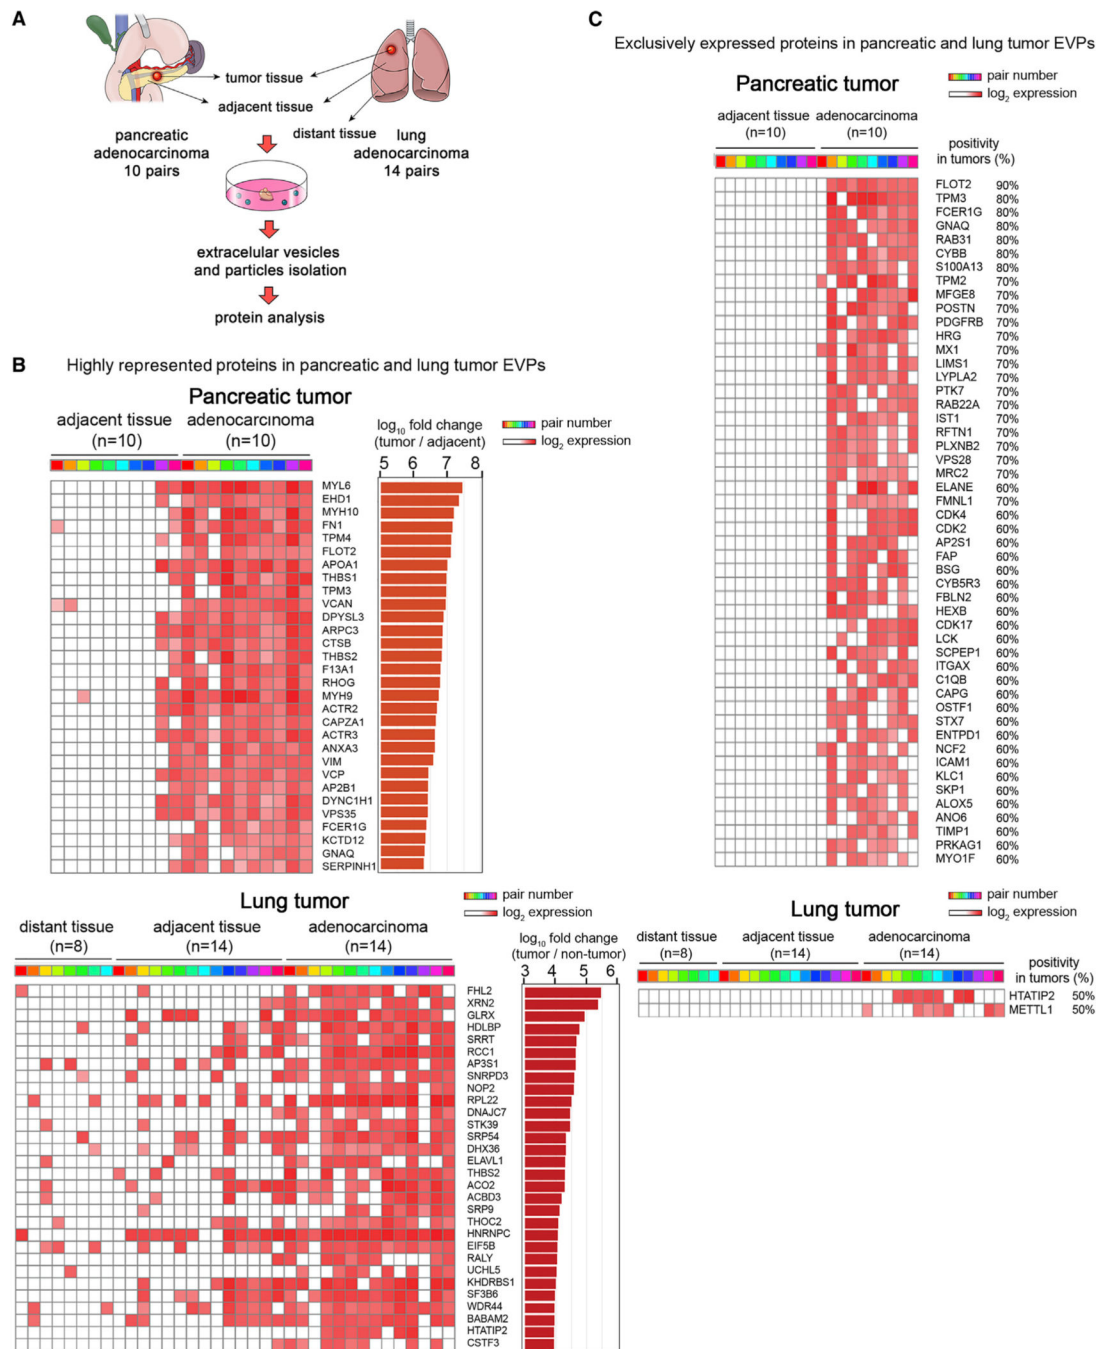 A
tumor tissue
adjacent tissue
distant tissue
pancreatic
adenocarcinoma
10 pairs
lung
adenocarcinoma
14 pairs
extracelular vesicles
and particles isolation
protein analysis
B
Highly represented proteins in pancreatic and lung tumor EVPs
Pancreatic tumor
adjacent tissue
(n=10)
adenocarcinoma
(n=10)
log10 fold change
(tumor / adjacent)
5 6 7 8
pair number
log2 expression
MYL6
EHD1
MYH10
FN1
TPM4
FLOT2
APOA1
THBS1
TPM3
VCAN
DPYSL3
ARPC3
CTSB
THBS2
F13A1
RHOG
MYH9
ACTR2
CAPZA1
ACTR3
ANXA3
VIM
VCP
AP2B1
DYNC1H1
VPS35
FCER1G
KCTD12
GNAQ
SERPINH1
Lung tumor
pair number
log2 expression
distant tissue
(n=8)
adjacent tissue
(n=14)
adenocarcinoma
(n=14)
log10 fold change
(tumor / non-tumor)
3 4 5 6
FHL2
XRN2
GLRX
HDLBP
SRRT
RCC1
AP3S1
SNRPD3
NOP2
RPL22
DNAJC7
STK39
SRP54
DHX36
ELAVL1
THBS2
ACO2
ACBD3
SRP9
THOC2
HNRNPC
EIF5B
RALY
UCHL5
KHDRBS1
SF3B6
WDR44
BABAM2
HTATIP2
CSTF3
C
Exclusively expressed proteins in pancreatic and lung tumor EVPs
Pancreatic tumor
pair number
log2 expression
adjacent tissue
(n=10)
adenocarcinoma
(n=10)
positivity
in tumors (%)
FLOT2 90%
TPM3 80%
FCER1G 80%
GNAQ 80%
RAB31 80%
CYBB 80%
S100A13 80%
TPM2 70%
MFGE8 70%
POSTN 70%
PDGFRB 70%
HRG 70%
MX1 70%
LIMS1 70%
LYPLA2 70%
PTK7 70%
RAB22A 70%
IST1 70%
RFTN1 70%
PLXNB2 70%
VPS28 70%
MRC2 70%
ELANE 60%
FMNL1 70%
CDK4 60%
CDK2 60%
AP2S1 60%
FAP 60%
BSG 60%
CYB5R3 60%
FBLN2 60%
HEXB 60%
CDK17 60%
LCK 60%
SCPEP1 60%
ITGAX 60%
C1QB 60%
CAPG 60%
OSTF1 60%
STX7 60%
ENTPD1 60%
NCF2 60%
ICAM1 60%
KLC1 60%
SKP1 60%
ALOX5 60%
ANO6 60%
TIMP1 60%
PRKAG1 60%
MYO1F 60%
Lung tumor
pair number
log2 expression
distant tissue
(n=8)
adjacent tissue
(n=14)
adenocarcinoma
(n=14)
positivity
in tumors (%)
HTATIP2 50%
METTL1 50%